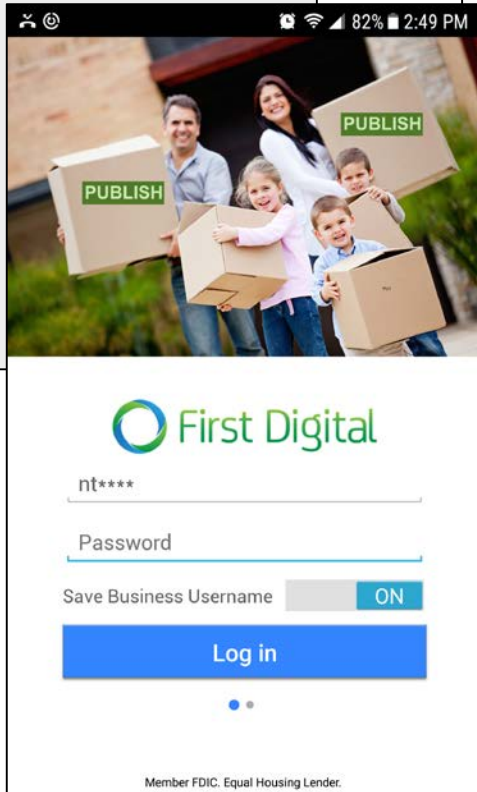 82% 2:49 PM
PUBLISH
PUBLISH
First Digital
nt****
Password
Save Business Username ON
Log in
Member FDIC. Equal Housing Lender.